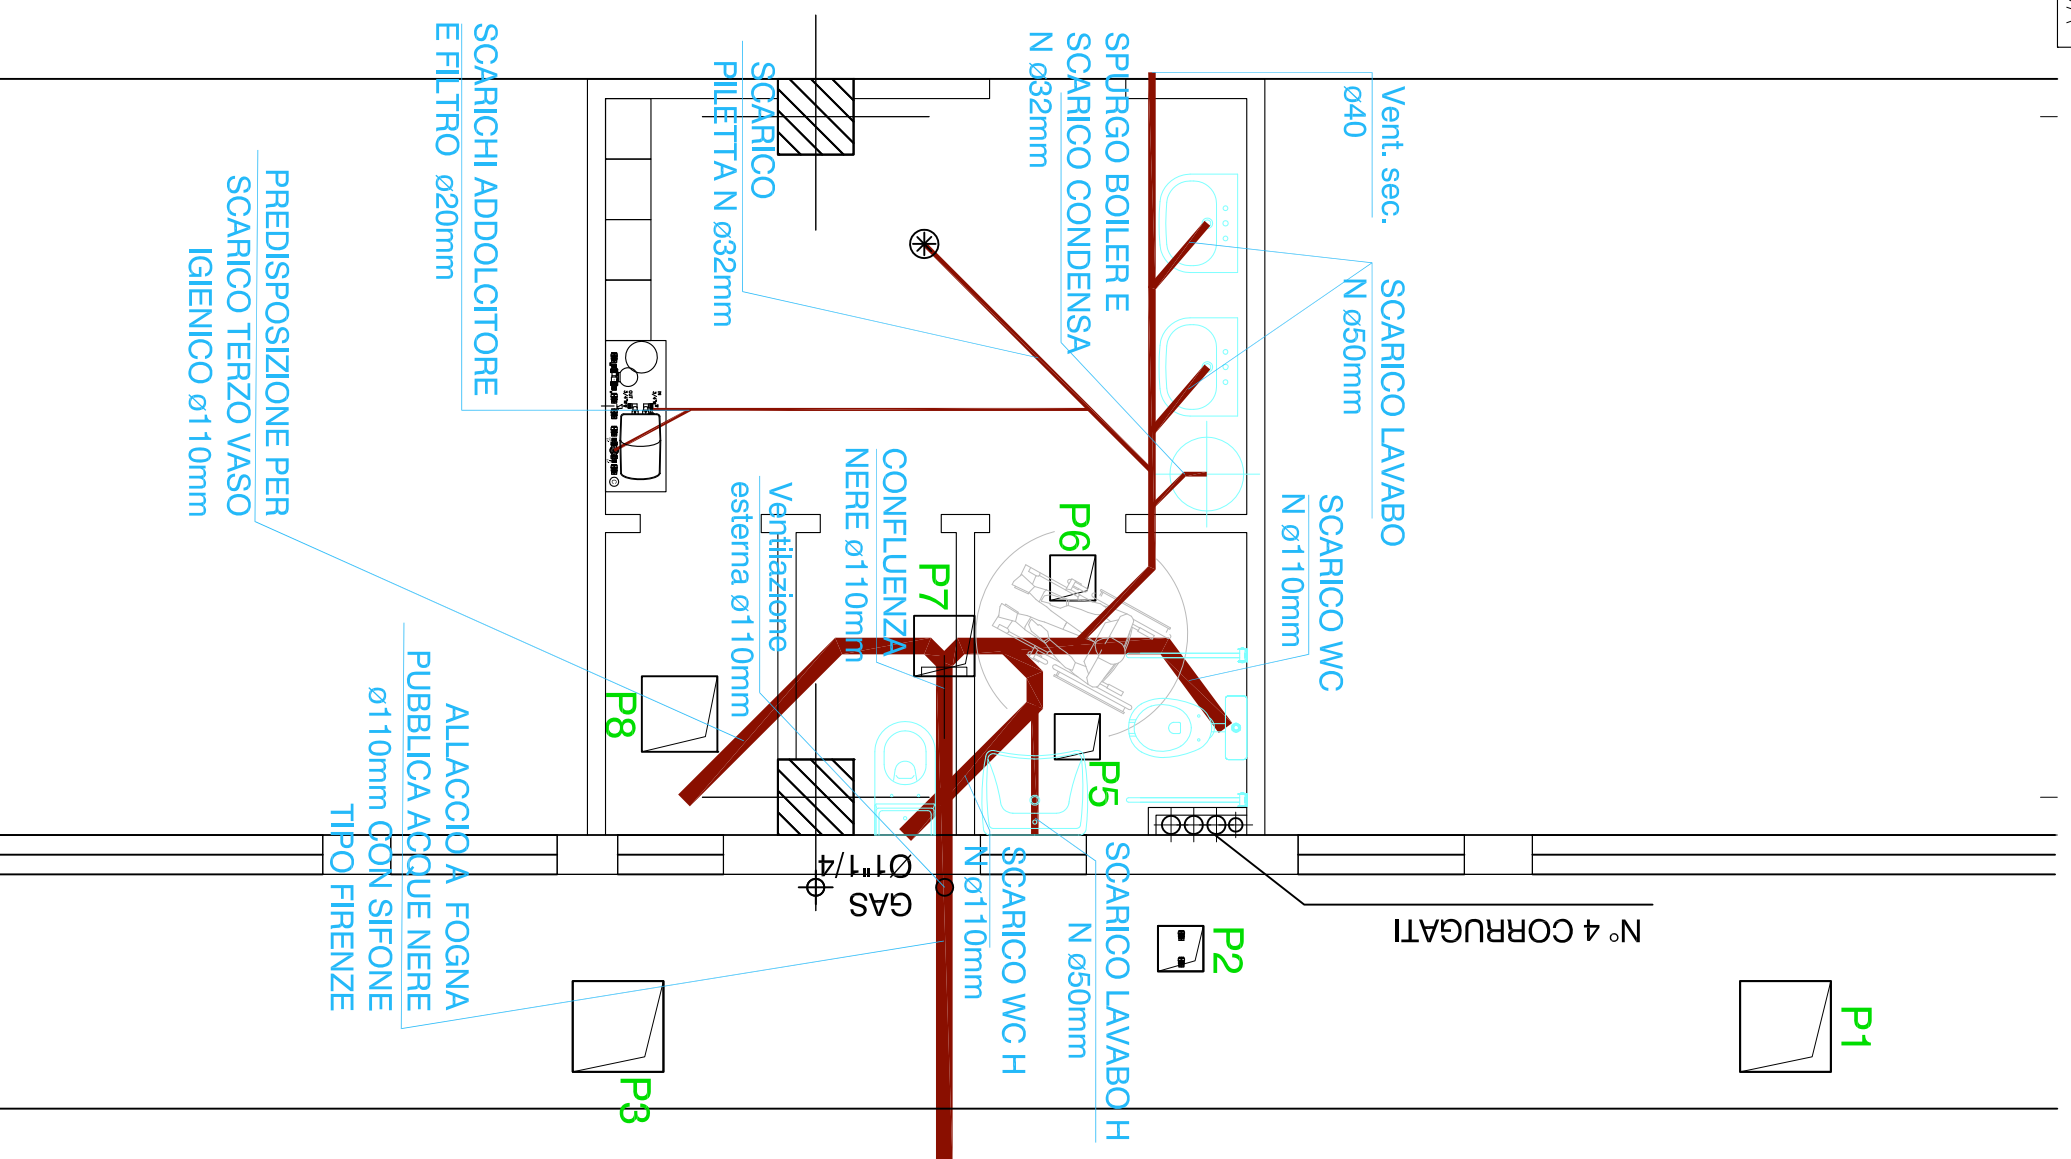 SCARICHI ADDOLCITORE
E FILTRO ø20mm
SCARICO
PILETTA N ø32mm
SPURGO BOILER E
SCARICO CONDENSA
N ø32mm
Vent. sec.
ø40
SCARICO LAVABO
N ø50mm
SCARICO WC
N ø110mm
PREDISPOSIZIONE PER
SCARICO TERZO VASO
IGIENICO ø110mm
CONFLUENZA
NERE ø110mm
Ventilazione
esterna ø110mm
P6
P7
P8
P5
ALLACCIO A FOGNA
PUBBLICA ACQUE NERE
ø110mm CON SIFONE
TIPO FIRENZE
GAS
Ø1"1/4
SCARICO WC H
N ø110mm
SCARICO LAVABO H
N ø50mm
N° 4 CORRUGATI
P2
P1
P3